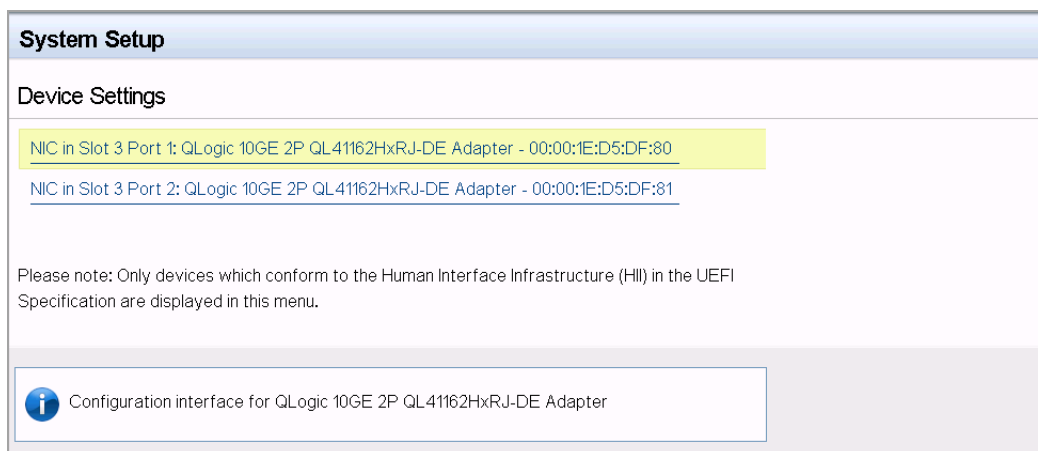 System Setup
Device Settings
NIC in Slot 3 Port 1: QLogic 10GE 2P QL41162HxRJ-DE Adapter - 00:00:1E:D5:DF:80
NIC in Slot 3 Port 2: QLogic 10GE 2P QL41162HxRJ-DE Adapter - 00:00:1E:D5:DF:81
Please note: Only devices which conform to the Human Interface Infrastructure (HII) in the UEFI
Specification are displayed in this menu.
Configuration interface for QLogic 10GE 2P QL41162HxRJ-DE Adapter